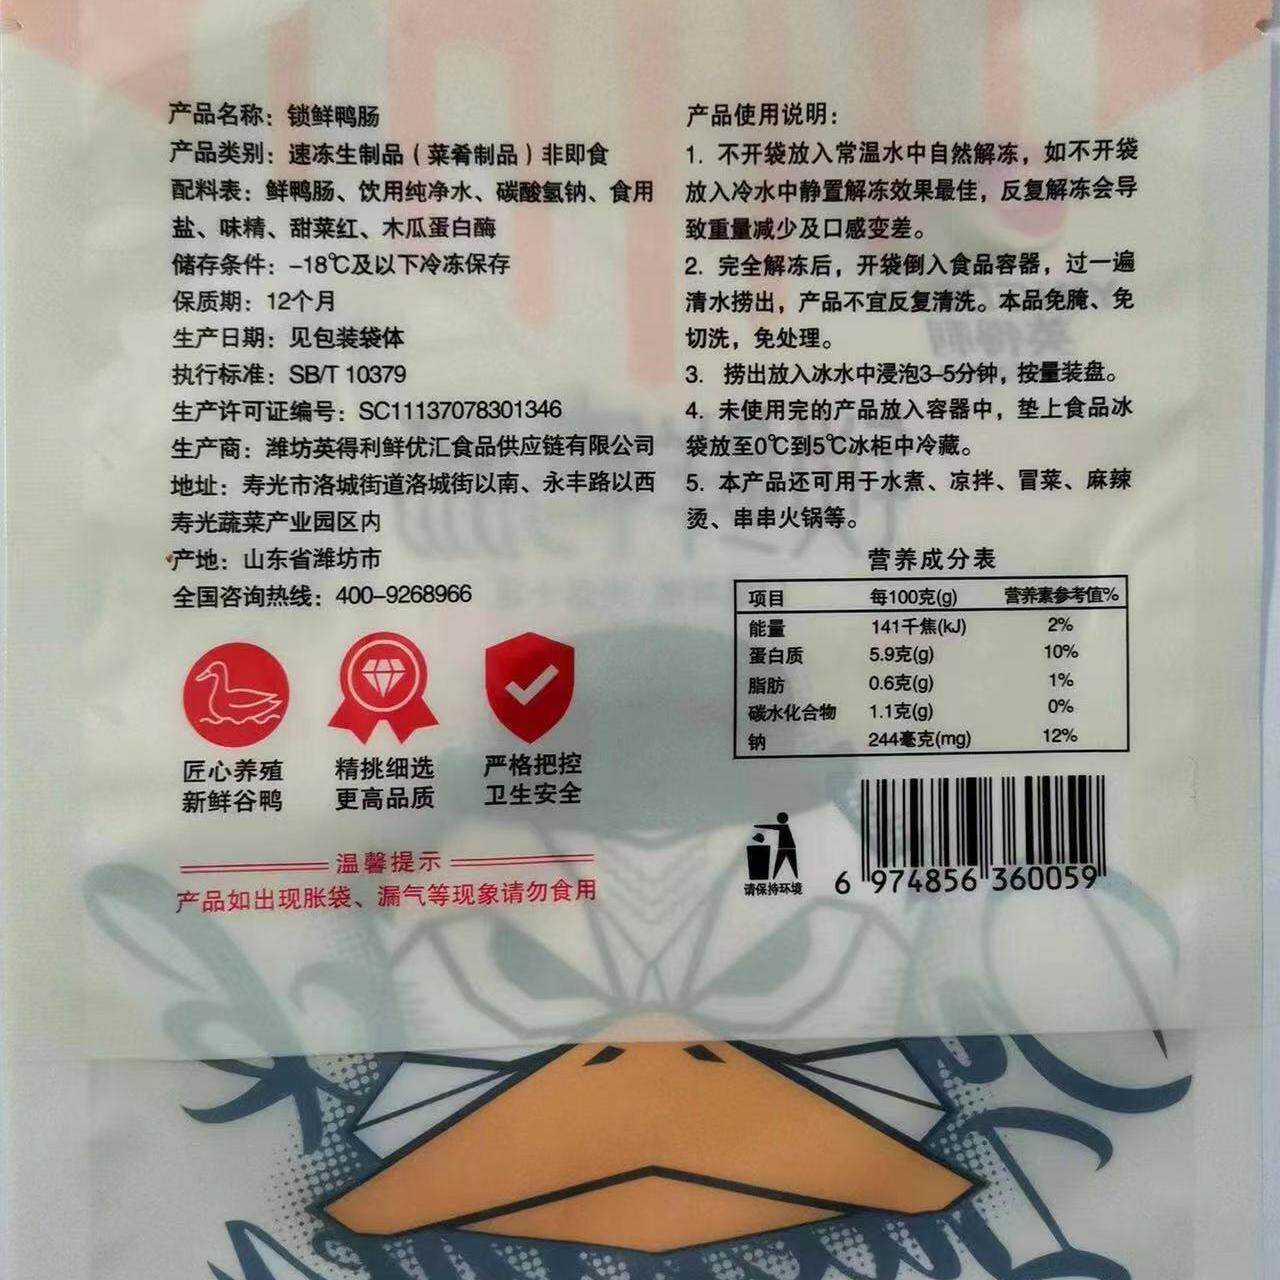 产品名称：锁鲜鸭肠
产品类别：速冻生制品（菜肴制品）非即食
配料表：鲜鸭肠、饮用纯净水、碳酸氢钠、食用
盐、味精、甜菜红、木瓜蛋白酶
储存条件：-18℃及以下冷冻保存
保质期：12个月
生产日期：见包装袋体
执行标准：SB/T 10379
生产许可证编号：SC11137078301346
生产商：潍坊英得利鲜优汇食品供应链有限公司
地址：寿光市洛城街道洛城街以南、永丰路以西
寿光蔬菜产业园区内
产地：山东省潍坊市
全国咨询热线：400-9268966
匠心养殖
新鲜谷鸭
精挑细选
更高品质
严格把控
卫生安全
温馨提示
产品如出现胀袋、漏气等现象请勿食用
产品使用说明：
1. 不开袋放入常温水中自然解冻，如不开袋
放入冷水中静置解冻效果最佳，反复解冻会导
致重量减少及口感变差。
2. 完全解冻后，开袋倒入食品容器，过一遍
清水捞出，产品不宜反复清洗。本品免腌、免
切洗，免处理。
3. 捞出放入冰水中浸泡3-5分钟，按量装盘。
4. 未使用完的产品放入容器中，垫上食品冰
袋放至0℃到5℃冰柜中冷藏。
5. 本产品还可用于水煮、凉拌、冒菜、麻辣
烫、串串火锅等。
营养成分表
项目 每100克(g) 营养素参考值%
能量 141千焦(kJ) 2%
蛋白质 5.9克(g) 10%
脂肪 0.6克(g) 1%
碳水化合物 1.1克(g) 0%
钠 244毫克(mg) 12%
请保持环境
6 974856 360059